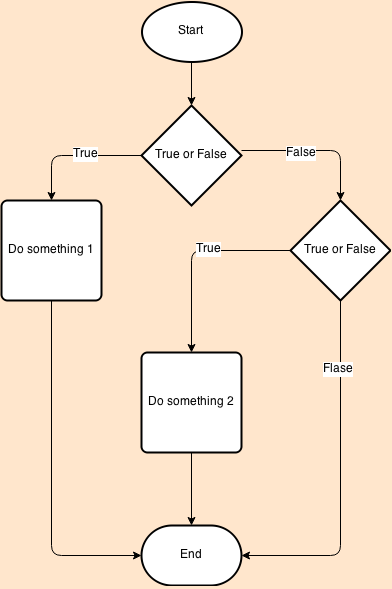 Start
True or False
True
False
Do something 1
True
True or False
Flase
Do something 2
End